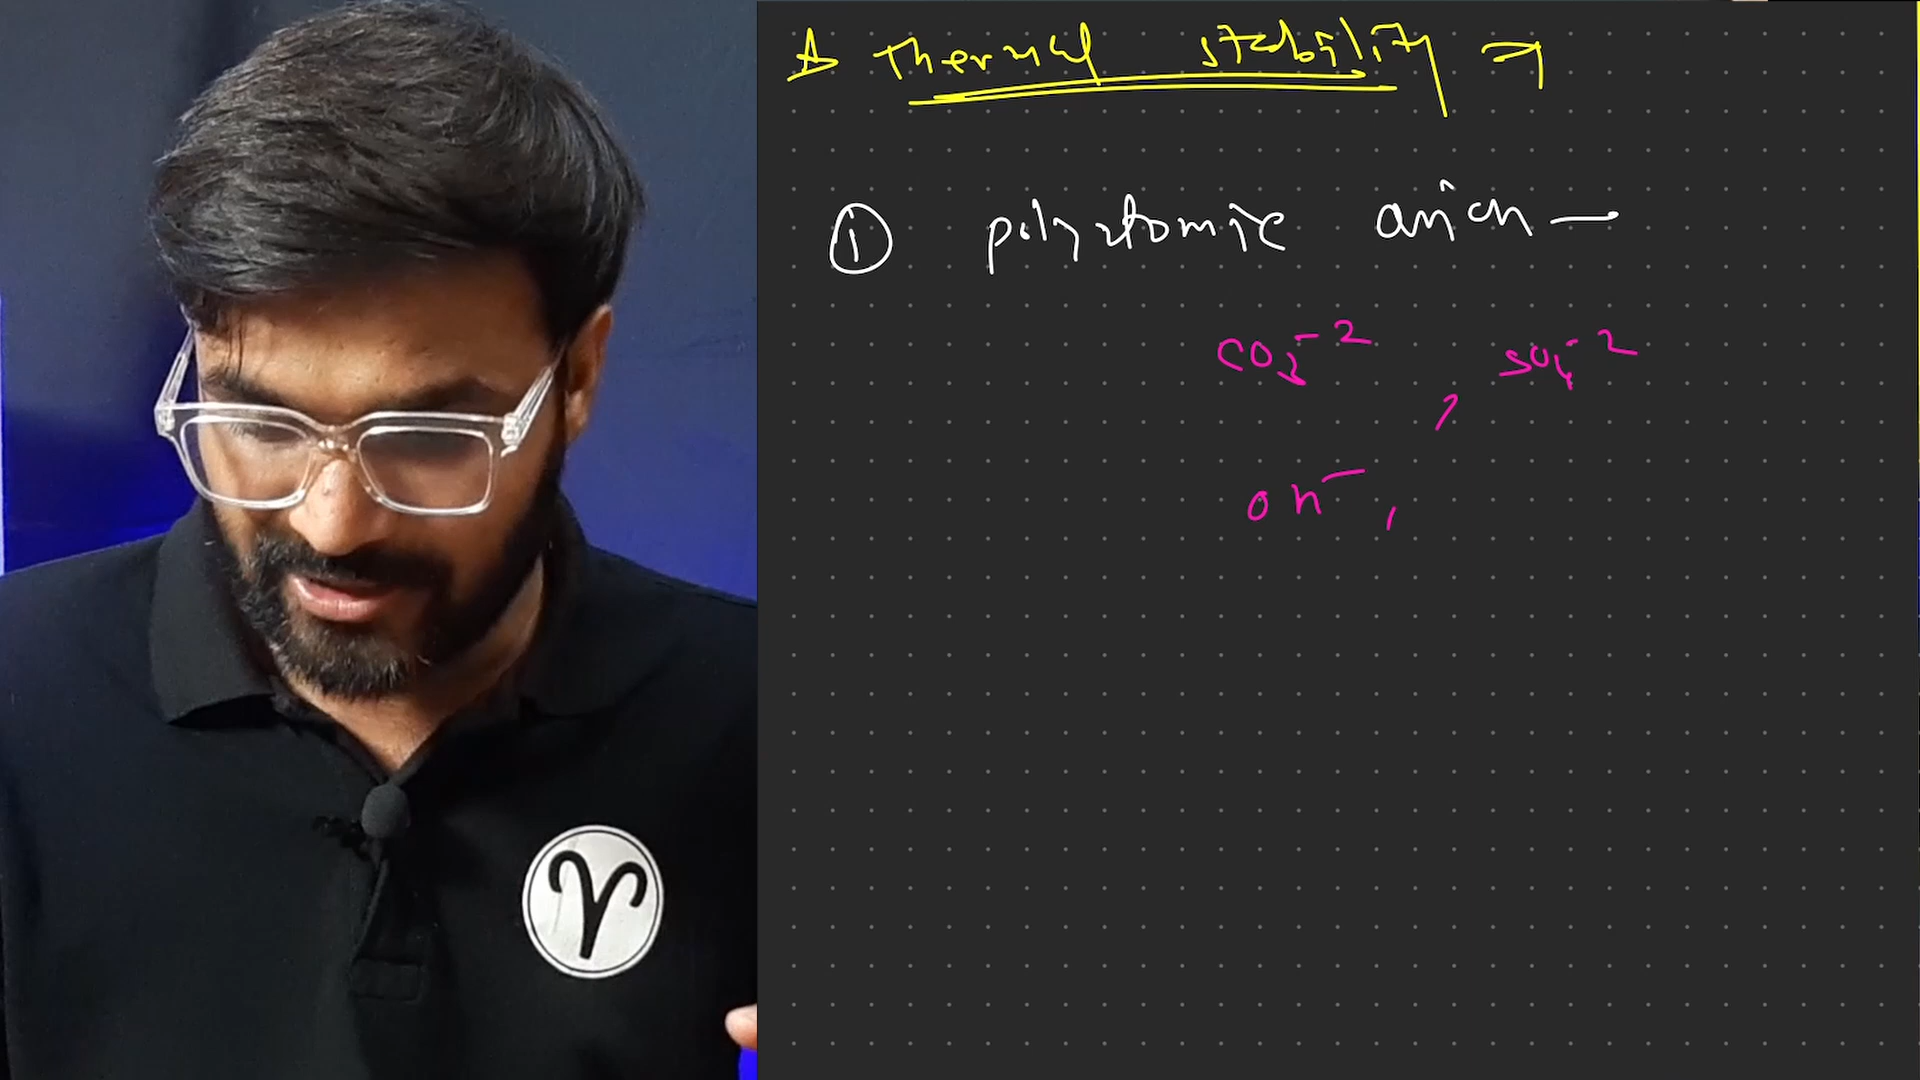 * Thermal stability →
① polyatomic anion —
CO₃⁻² , SO₄⁻²
OH⁻ ,